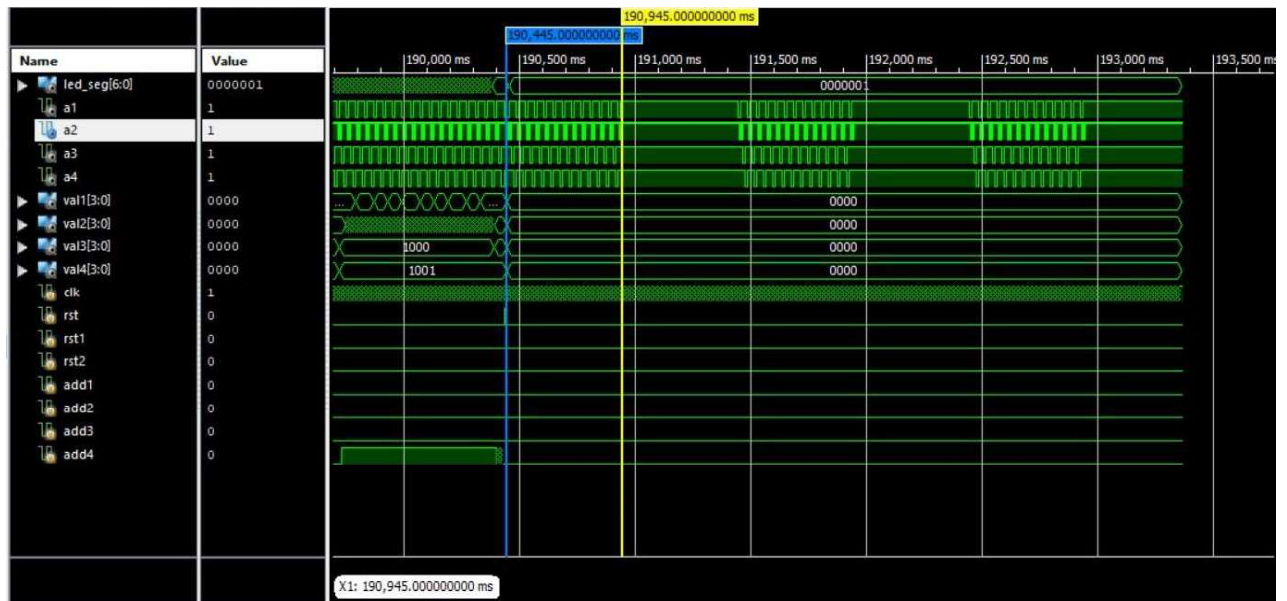 190,945.000000000 ms
190,445.000000000 ms
190,000 ms 190,500 ms 191,000 ms 191,500 ms 192,000 ms 192,500 ms 193,000 ms 193,500 ms
Name Value
led_seg[6:0] 0000001 0000001
a1 1
a2 1
a3 1
a4 1
val1[3:0] 0000 ... ... 0000
val2[3:0] 0000 0000
val3[3:0] 0000 1000 0000
val4[3:0] 0000 1001 0000
clk 1
rst 0
rst1 0
rst2 0
add1 0
add2 0
add3 0
add4 0
X1: 190,945.000000000 ms